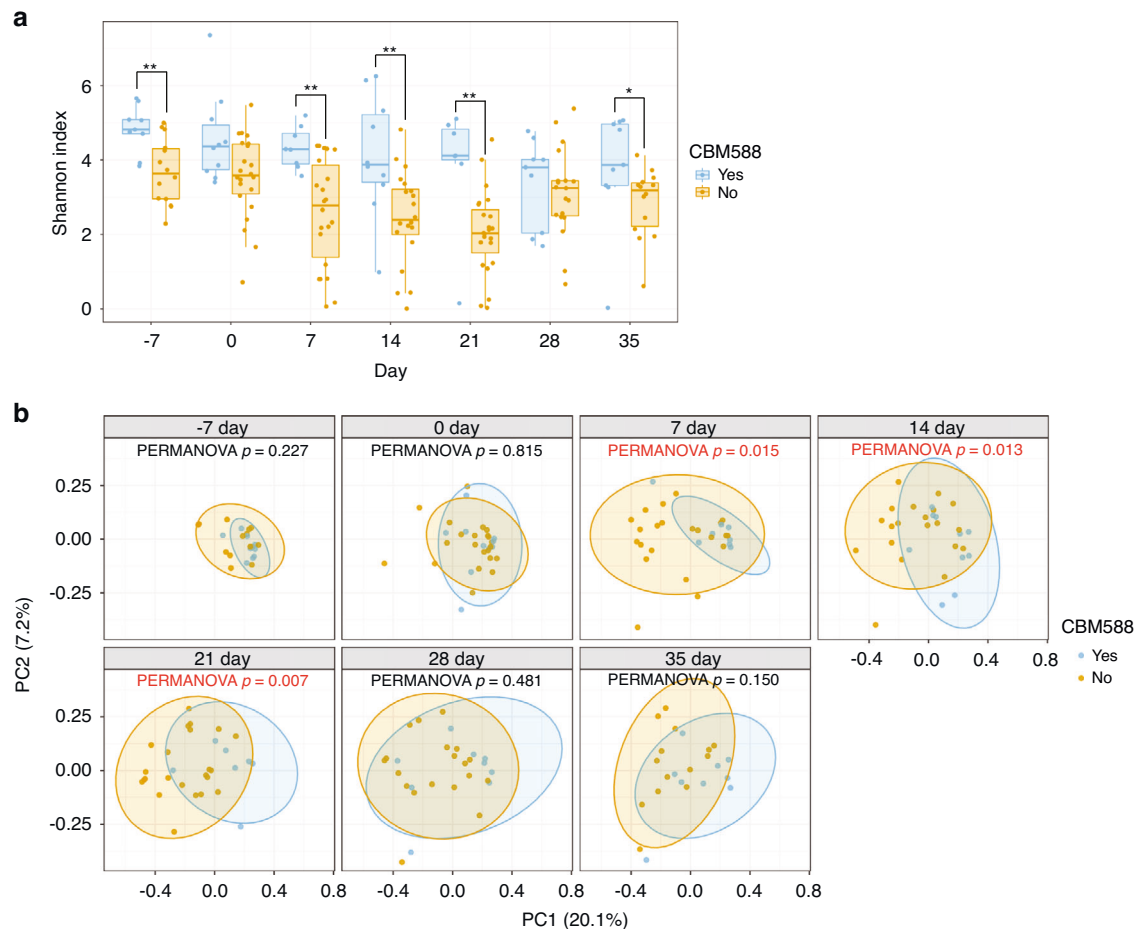 a
**
**
**
**
*
6
4
2
0
Shannon index
-7
0
7
14
21
28
35
Day
CBM588
Yes
No
b
-7 day
0 day
7 day
14 day
PERMANOVA p = 0.227
PERMANOVA p = 0.815
PERMANOVA p = 0.015
PERMANOVA p = 0.013
0.25
0.00
-0.25
-0.4
0.0
0.4
0.8
21 day
28 day
35 day
PERMANOVA p = 0.007
PERMANOVA p = 0.481
PERMANOVA p = 0.150
0.25
0.00
-0.25
-0.4
0.0
0.4
0.8
-0.4
0.0
0.4
0.8
-0.4
0.0
0.4
0.8
PC2 (7.2%)
PC1 (20.1%)
CBM588
Yes
No